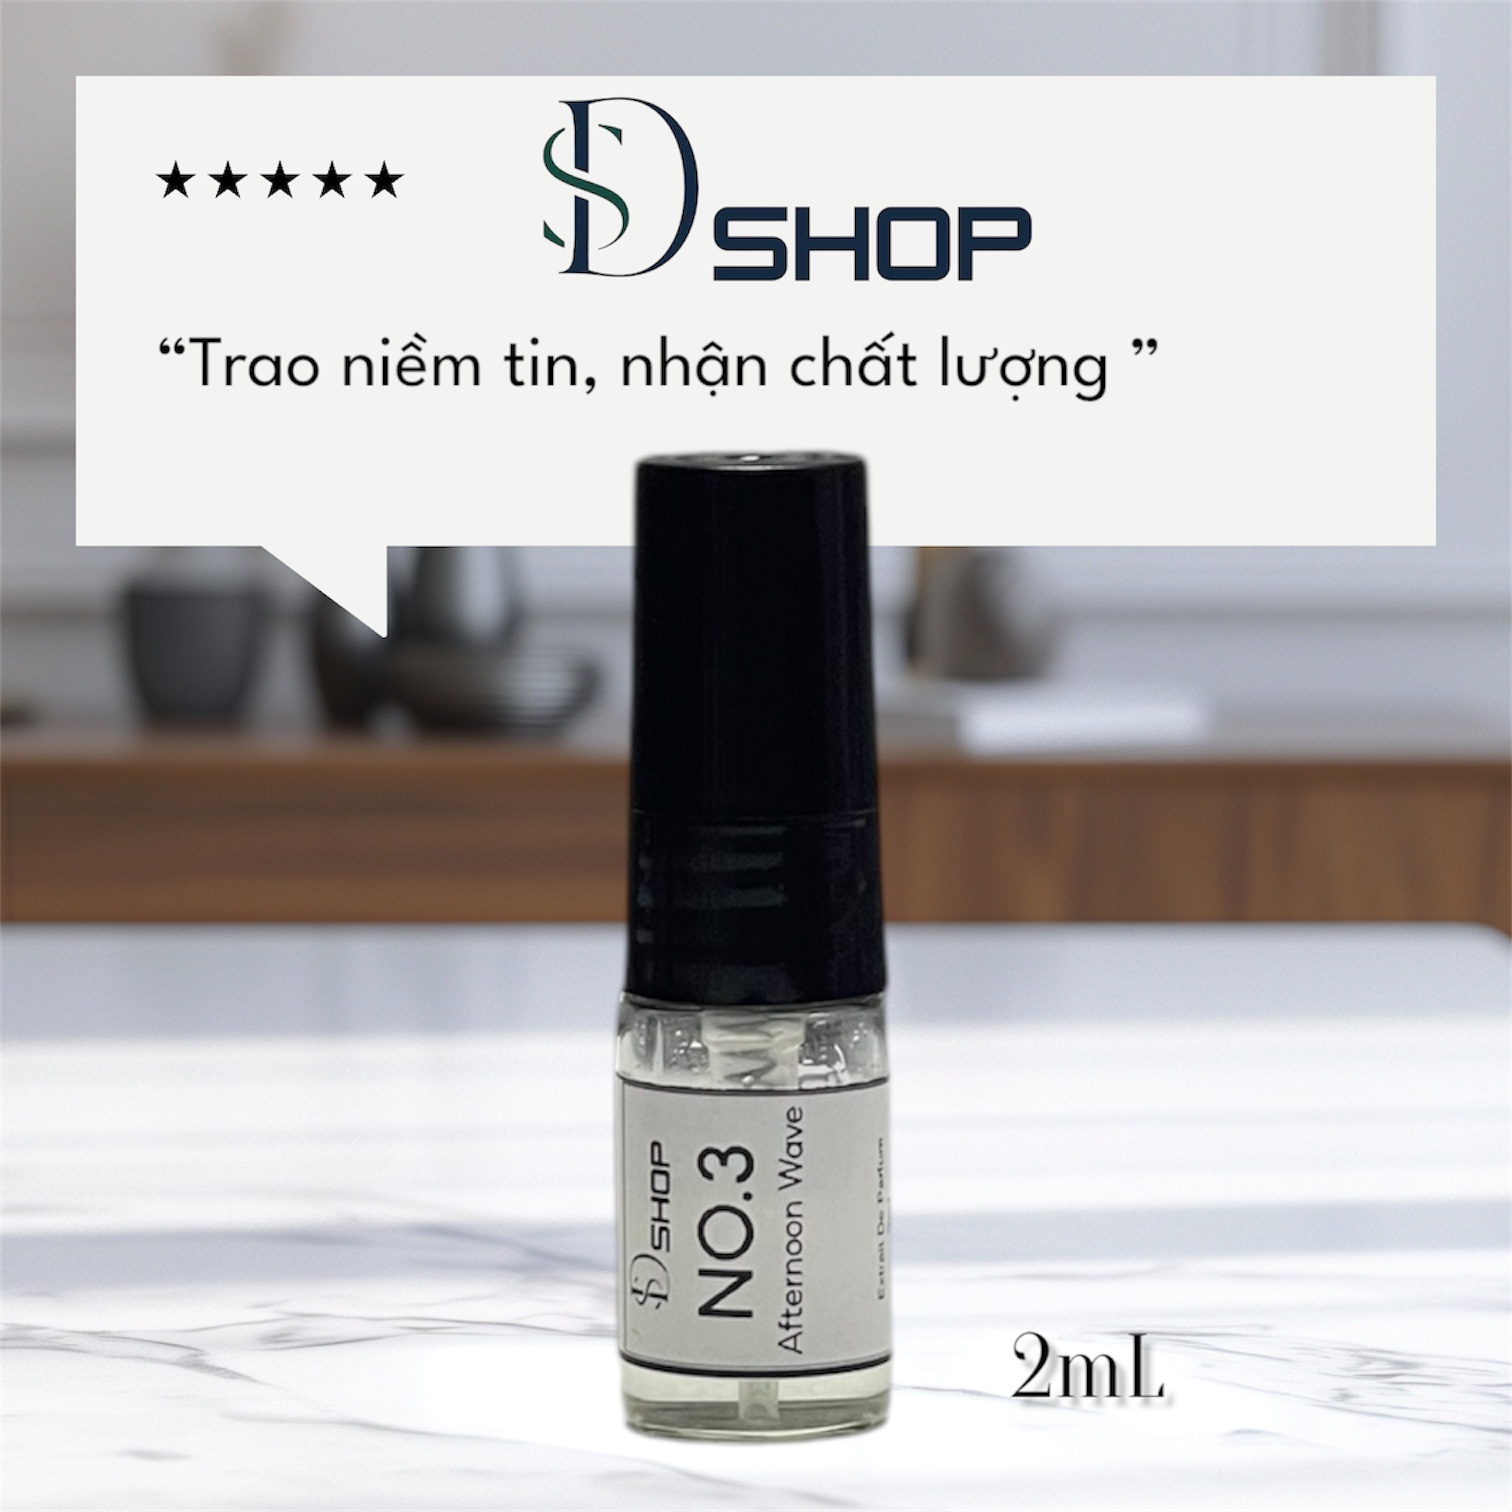 ★★★★★
SD SHOP
“Trao niềm tin, nhận chất lượng ”
SD SHOP
NO.3
Afternoon Wave
Extrait De Parfum
2mL